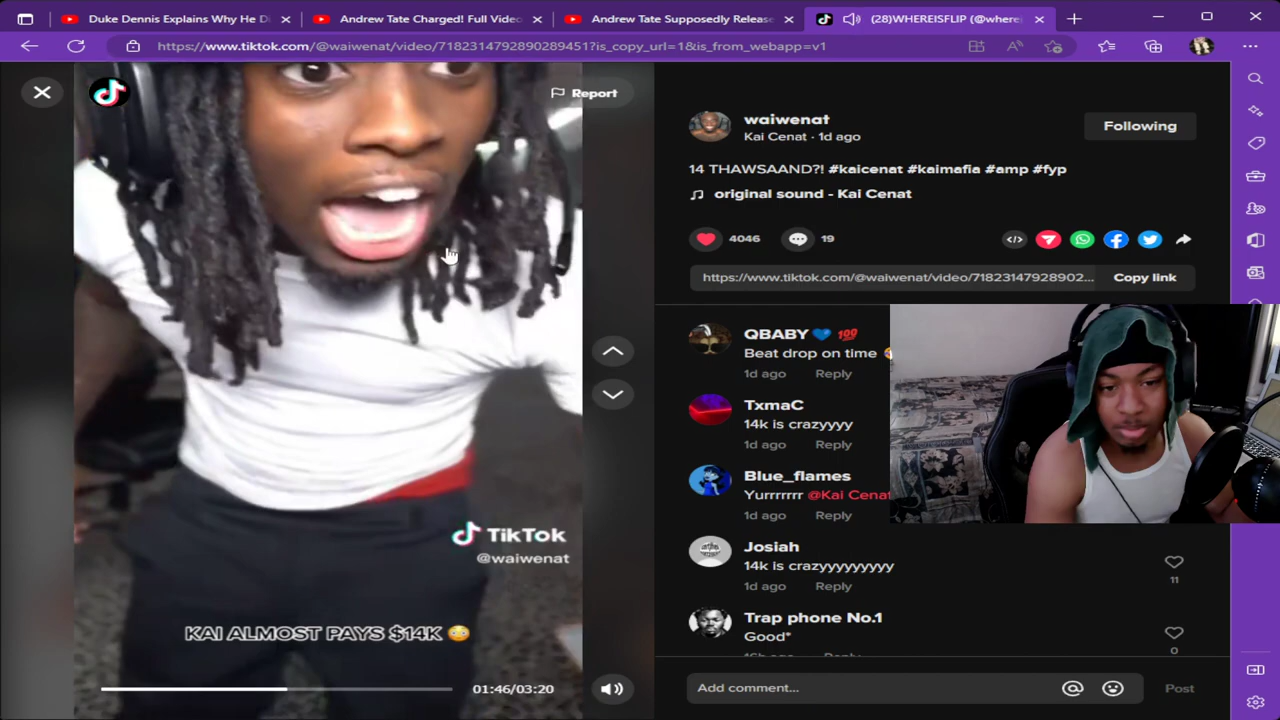 Duke Dennis Explains Why He Di
Andrew Tate Charged! Full Video
Andrew Tate Supposedly Release
(28)WHEREISFLIP (@wherei
https://www.tiktok.com/@waiwenat/video/7182314792890289451?is_copy_url=1&is_from_webapp=v1
Report
waiwenat
Kai Cenat · 1d ago
Following
14 THAWSAAND?! #kaicenat #kaimafia #amp #fyp
original sound - Kai Cenat
4046
19
https://www.tiktok.com/@waiwenat/video/71823147928902...
Copy link
QBABY 💙 💯
Beat drop on time
1d ago Reply
TxmaC
14k is crazyyyy
1d ago Reply
Blue_flames
Yurrrrrrr @Kai Cenat
1d ago Reply
Josiah
14k is crazyyyyyyyyy
1d ago Reply
11
Trap phone No.1
Good*
0
Add comment...
Post
TikTok
@waiwenat
KAI ALMOST PAYS $14K 😳
01:46/03:20